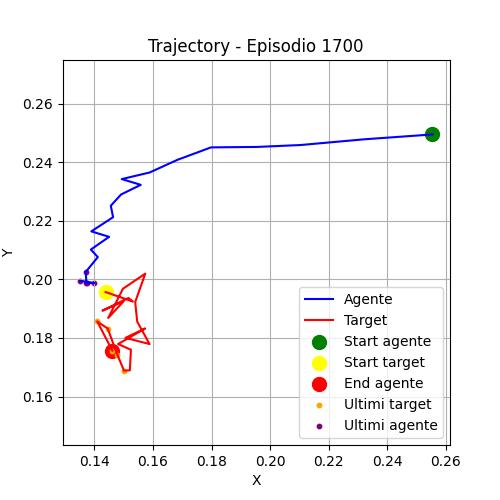 Trajectory - Episodio 1700
Y
0.26
0.24
0.22
0.20
0.18
0.16
0.14
0.16
0.18
0.20
0.22
0.24
0.26
X
Agente
Target
Start agente
Start target
End agente
Ultimi target
Ultimi agente